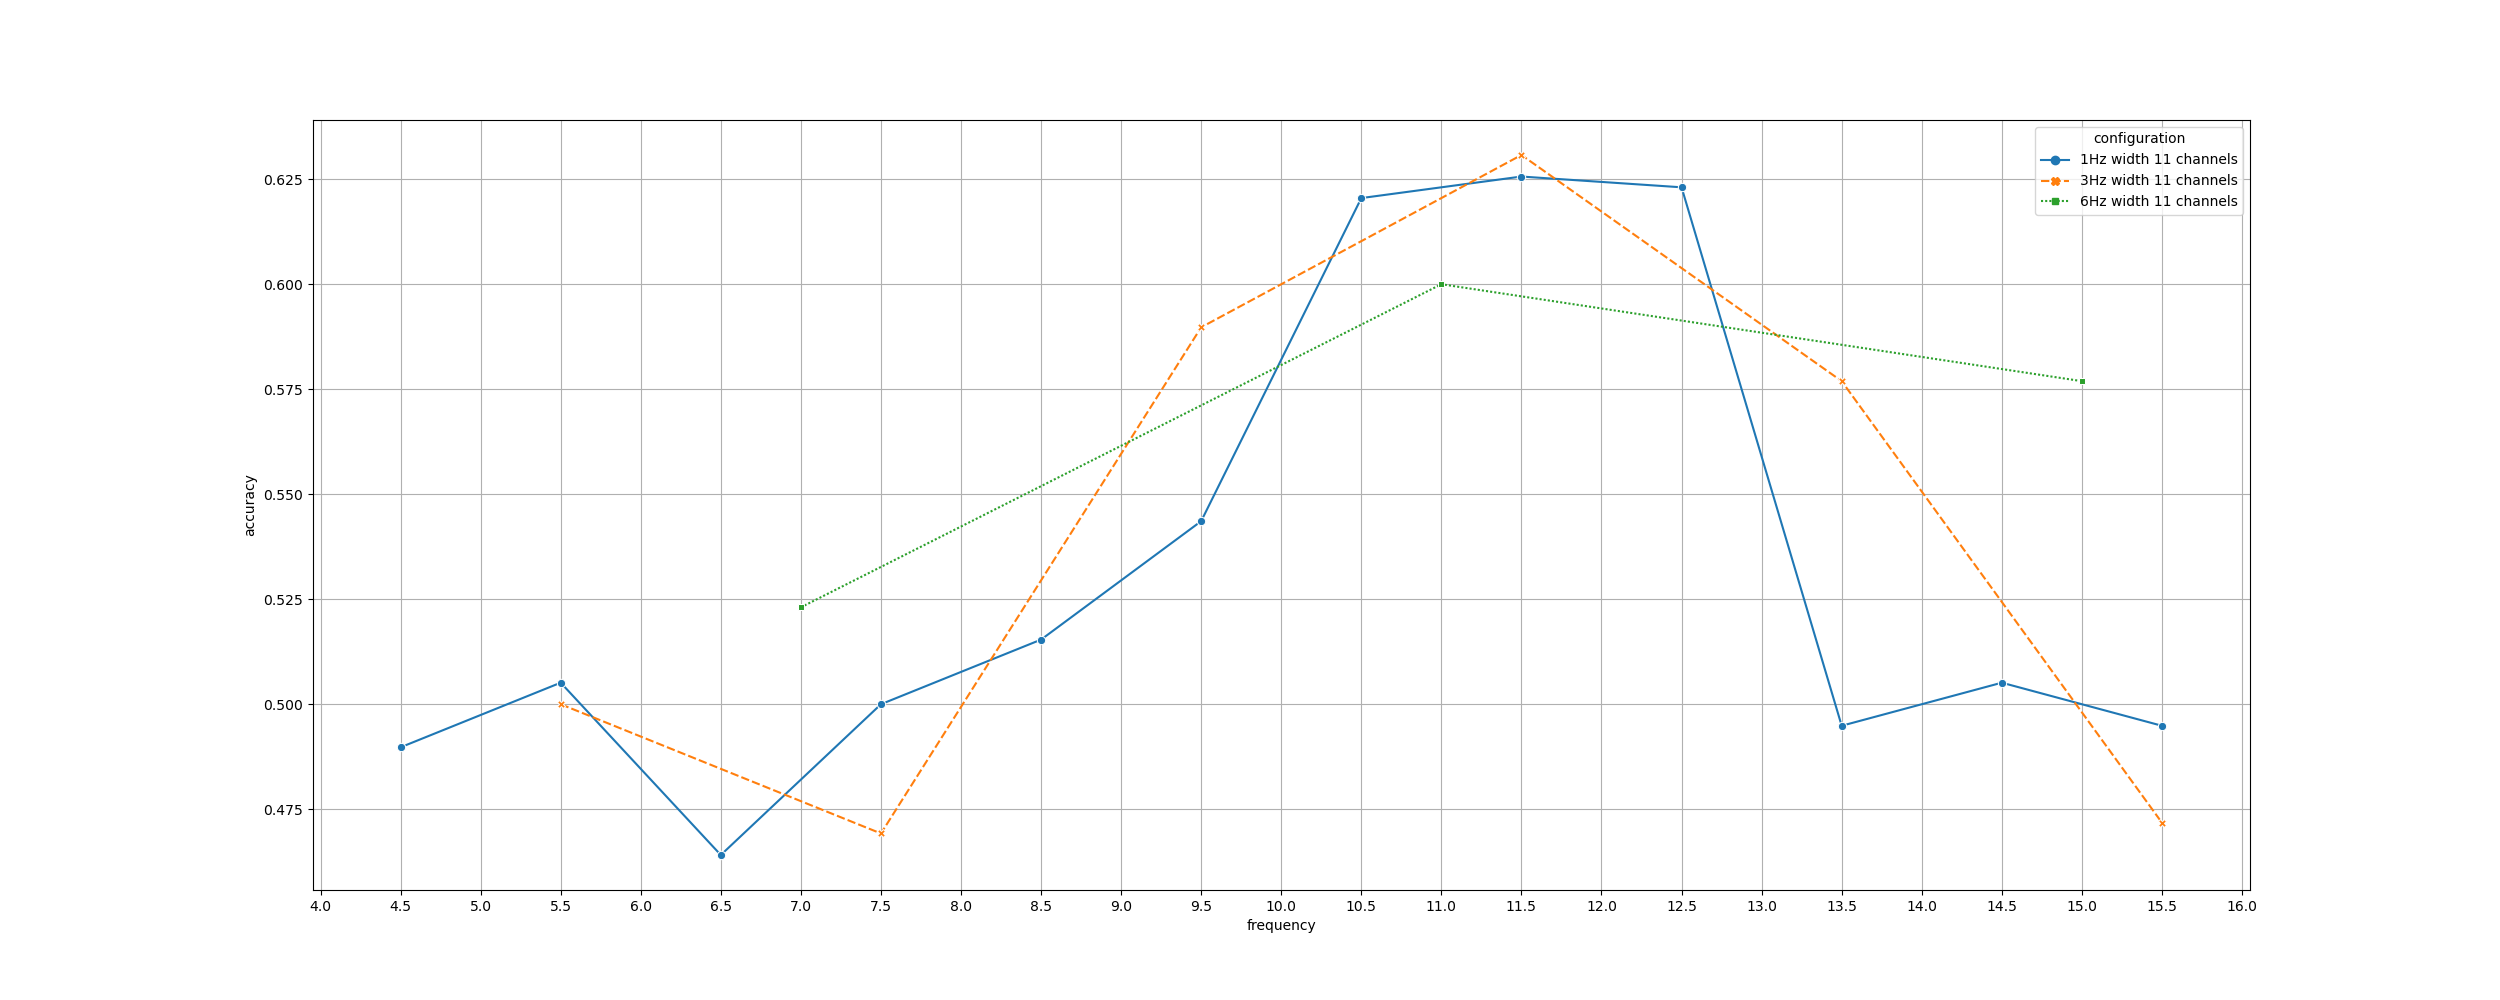 configuration
1Hz width 11 channels
3Hz width 11 channels
6Hz width 11 channels
0.625
0.600
0.575
0.550
0.525
0.500
0.475
accuracy
4.0 4.5 5.0 5.5 6.0 6.5 7.0 7.5 8.0 8.5 9.0 9.5 10.0 10.5 11.0 11.5 12.0 12.5 13.0 13.5 14.0 14.5 15.0 15.5 16.0
frequency